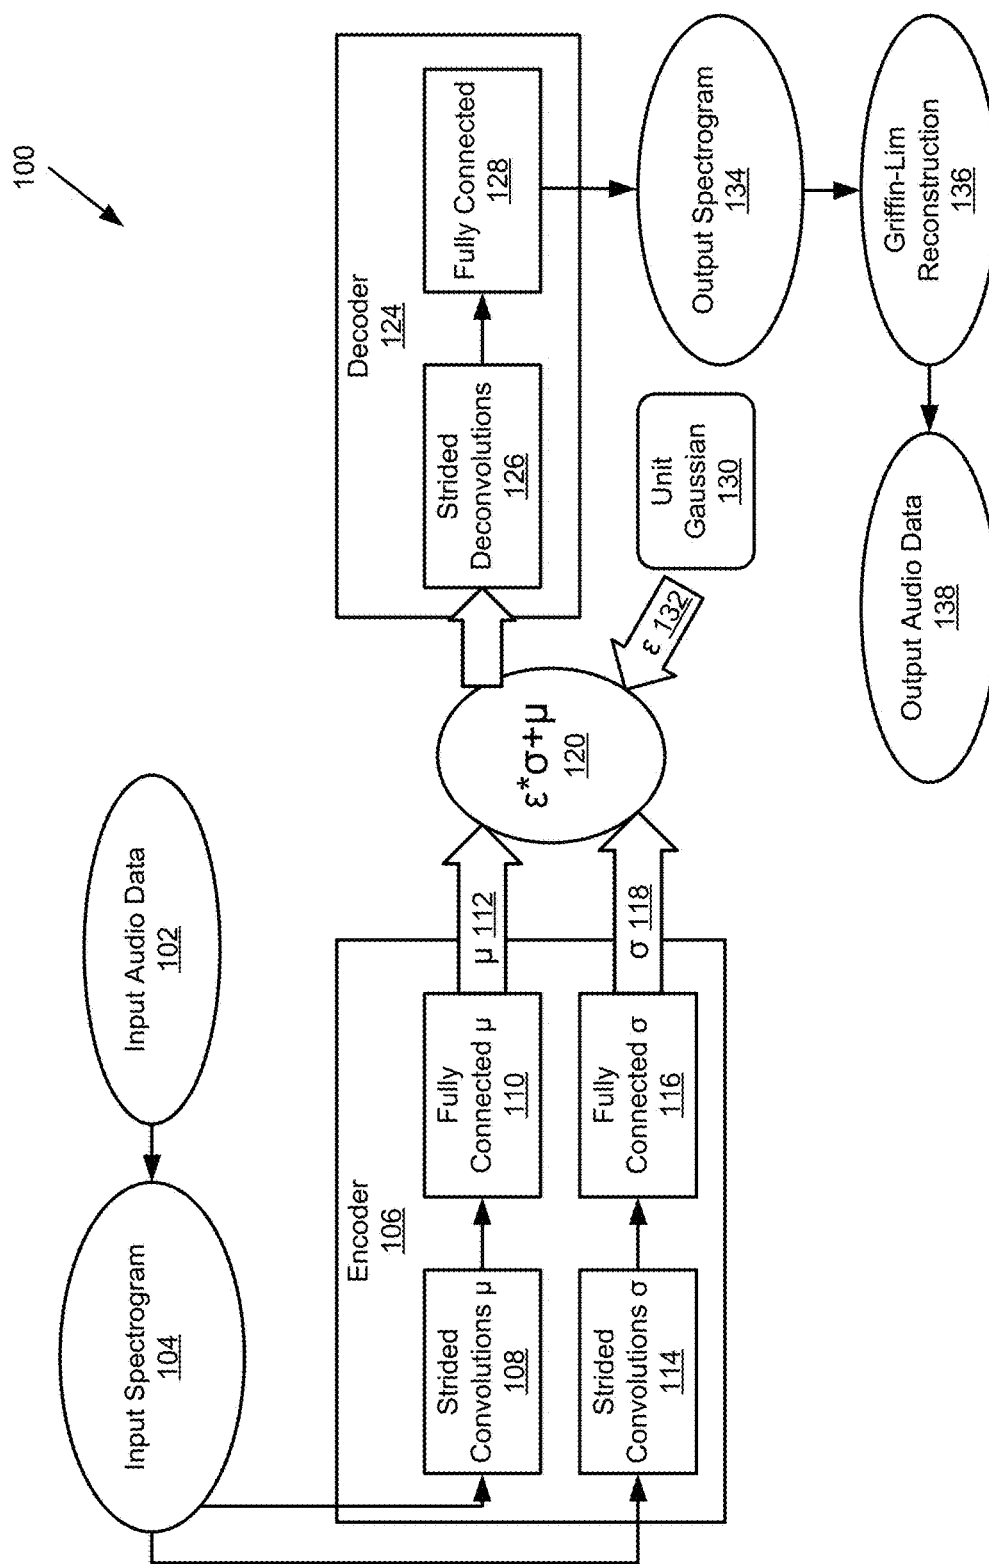 100
Input Audio Data
102
Input Spectrogram
104
Encoder
106
Strided
Convolutions μ
108
Fully
Connected μ
110
μ 112
Strided
Convolutions σ
114
Fully
Connected σ
116
σ 118
ε*σ+μ
120
Unit
Gaussian
130
ε 132
Decoder
124
Strided
Deconvolutions
126
Fully Connected
128
Output Spectrogram
134
Griffin-Lim
Reconstruction
136
Output Audio Data
138